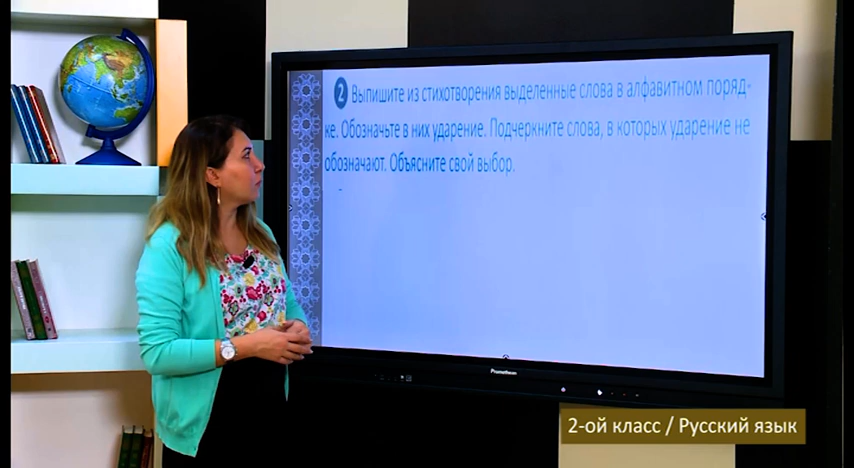 2 Выпишите из стихотворения выделенные слова в алфавитном поряд-
ке. Обозначьте в них ударение. Подчеркните слова, в которых ударение не
обозначают. Объясните свой выбор.
Promethean
2-ой класс / Русский язык